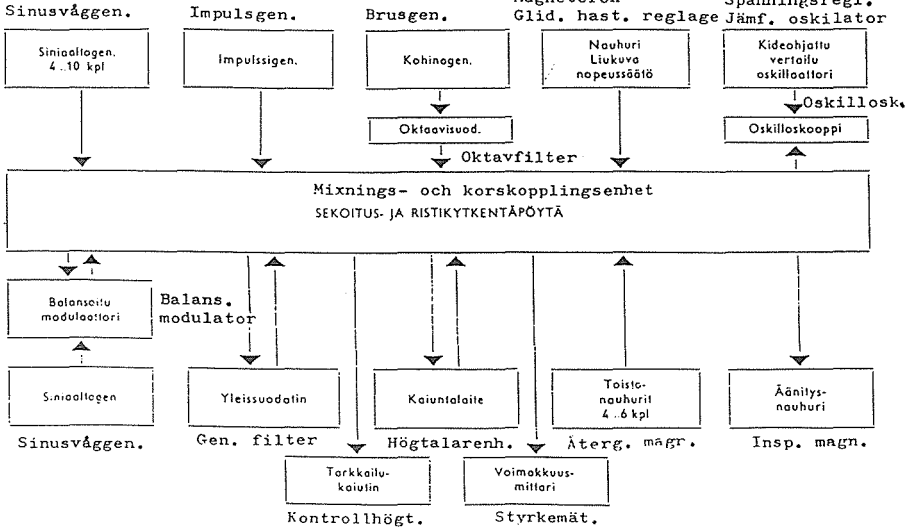 Sinusvåggen.
Impulsgen.
Brusgen.
Glid. hast. reglage
Jämf. oskilator
Siniaaltogen.
4..10 kpl
Impulssigen.
Kohinogen.
Nauhuri
Liukuva
nopeussäätö
Kideohjattu
vertailu
oskillaattori
Oskillosk.
Oktaavisuod.
Oskilloskooppi
Oktavfilter
Mixnings- och korskopplingsenhet
SEKOITUS- JA RISTIKYTKENTÄPÖYTÄ
Balansoitu
modulaattori
Balans.
modulator
Siniaaltogen
Yleissuodatin
Kaiuntalaite
Toisto-
nauhurit
4..6 kpl
Äänitys-
nauhuri
Sinusvåggen.
Gen. filter
Högtalarenh.
Återg. magr.
Insp. magn.
Tarkkailu-
kaiutin
Voimakkuus-
mittari
Kontrollhögt.
Styrkemät.